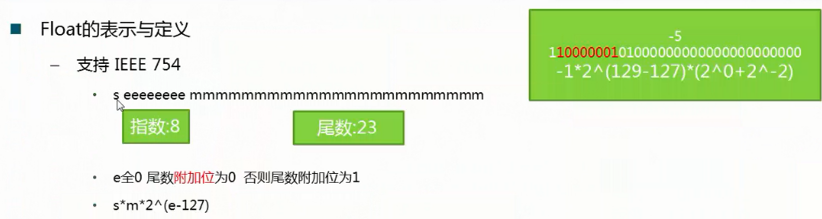 Float的表示与定义
– 支持 IEEE 754
• s eeeeeeee mmmmmmmmmmmmmmmmmmmmmmm
指数:8
尾数:23
• e全0 尾数附加位为0 否则尾数附加位为1
• s*m*2^(e-127)
-5
11000000101000000000000000000000
-1*2^(129-127)*(2^0+2^-2)